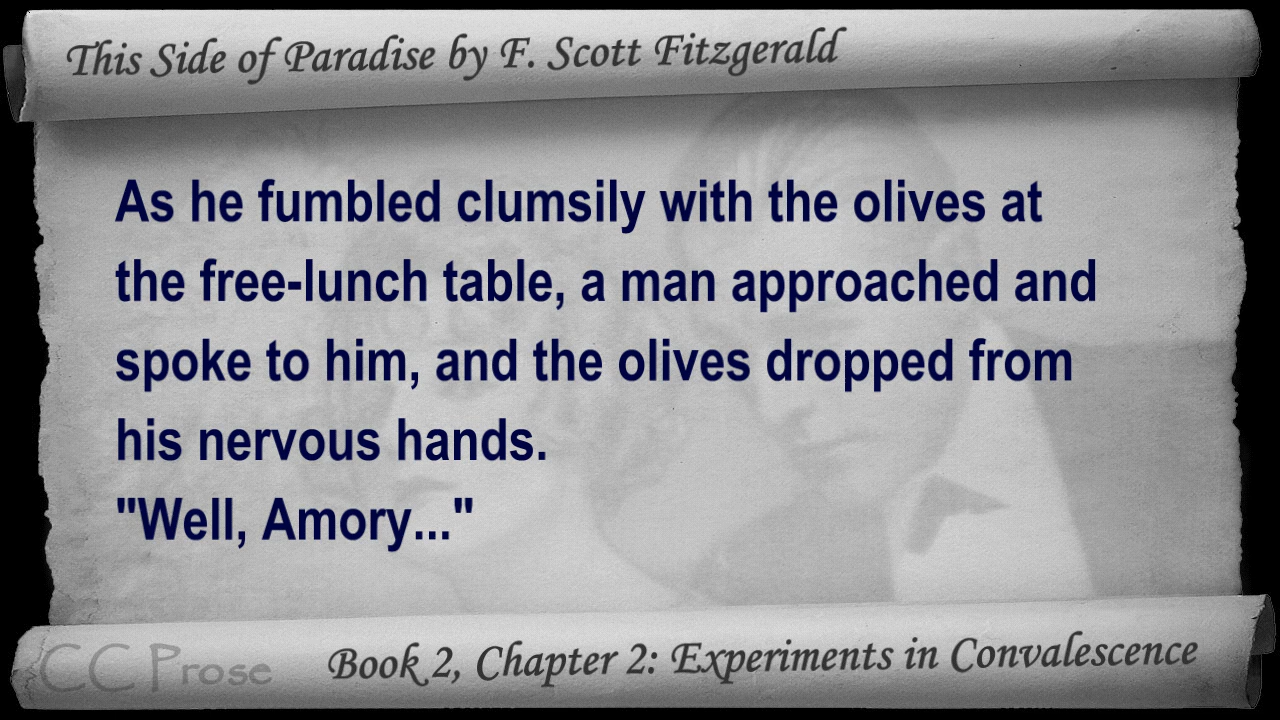 This Side of Paradise by F. Scott Fitzgerald
As he fumbled clumsily with the olives at
the free-lunch table, a man approached and
spoke to him, and the olives dropped from
his nervous hands.
"Well, Amory..."
CC Prose
Book 2, Chapter 2: Experiments in Convalescence